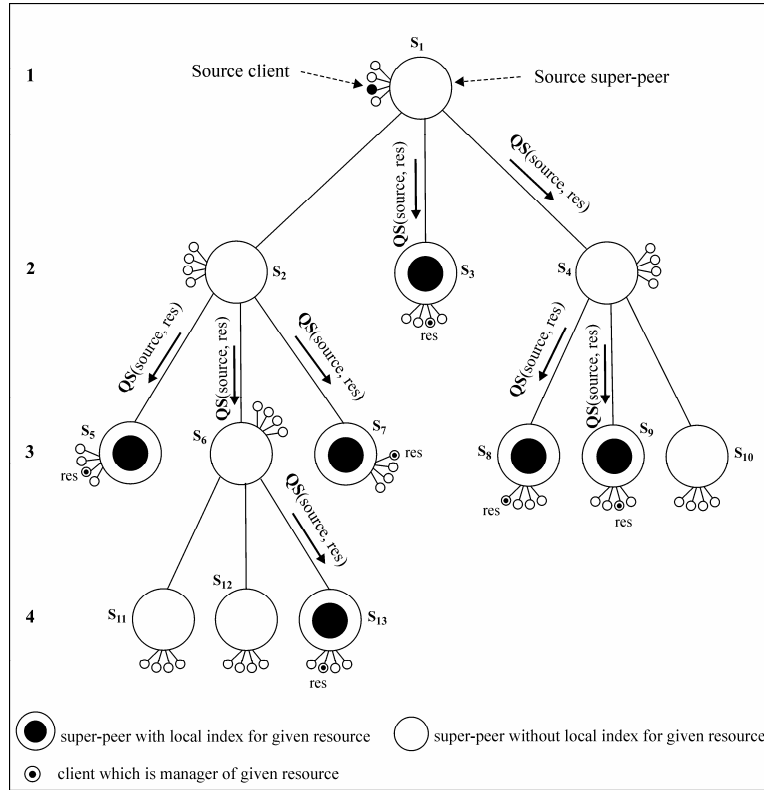 S1
1
Source client
Source super-peer
QS(source, res)
QS(source, res)
2
S2
S3
S4
res
QS(source, res)
QS(source, res)
QS(source, res)
QS(source, res)
QS(source, res)
3
S5
S6
S7
S8
S9
S10
res
res
res
res
QS(source, res)
4
S11
S12
S13
res
super-peer with local index for given resource
super-peer without local index for given resource
client which is manager of given resource